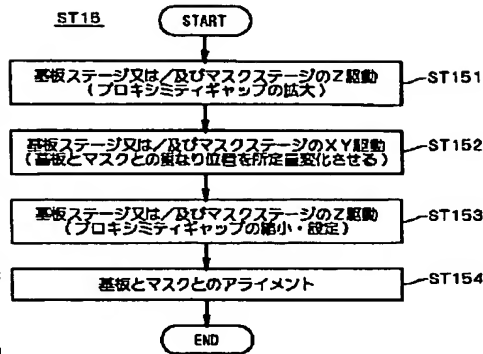 ST15
START
基板ステージ又は/及びマスクステージのZ駆動
(プロキシミティギャップの拡大)
ST151
基板ステージ又は/及びマスクステージのXY駆動
(基板とマスクとの重なり位置を所定量変化させる)
ST152
基板ステージ又は/及びマスクステージのZ駆動
(プロキシミティギャップの縮小・設定)
ST153
基板とマスクとのアライメント
ST154
END